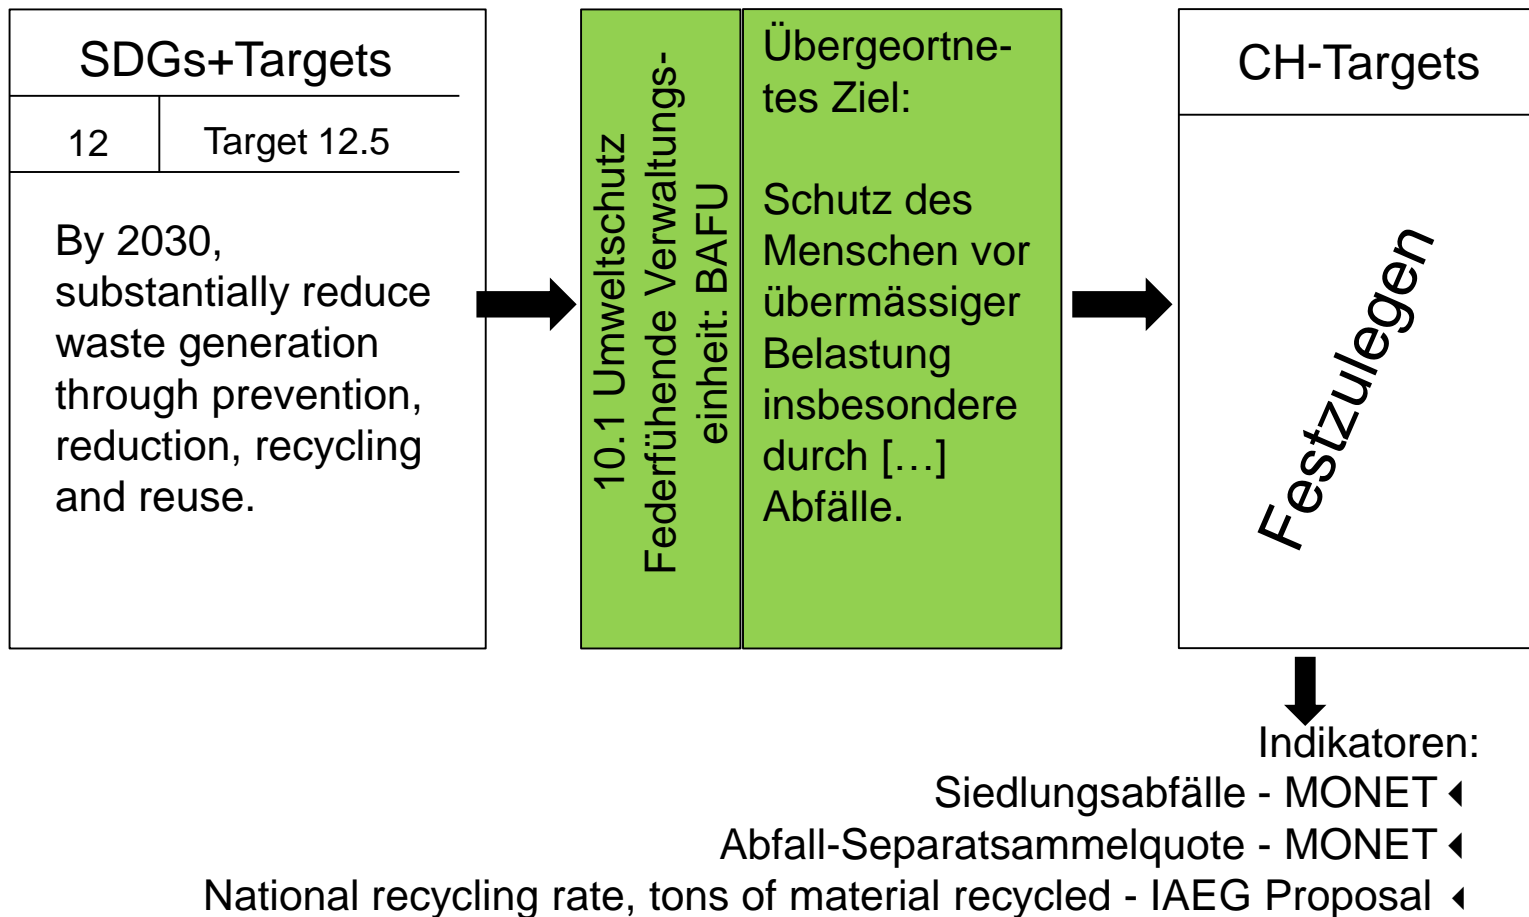 SDGs+Targets
12
Target 12.5
By 2030,
substantially reduce
waste generation
through prevention,
reduction, recycling
and reuse.
10.1 Umweltschutz
Federführende Verwaltungs-
einheit: BAFU
Übergeortne-
tes Ziel:
Schutz des
Menschen vor
übermässiger
Belastung
insbesondere
durch […]
Abfälle.
CH-Targets
Festzulegen
Indikatoren:
Siedlungsabfälle - MONET
Abfall-Separatsammelquote - MONET
National recycling rate, tons of material recycled - IAEG Proposal